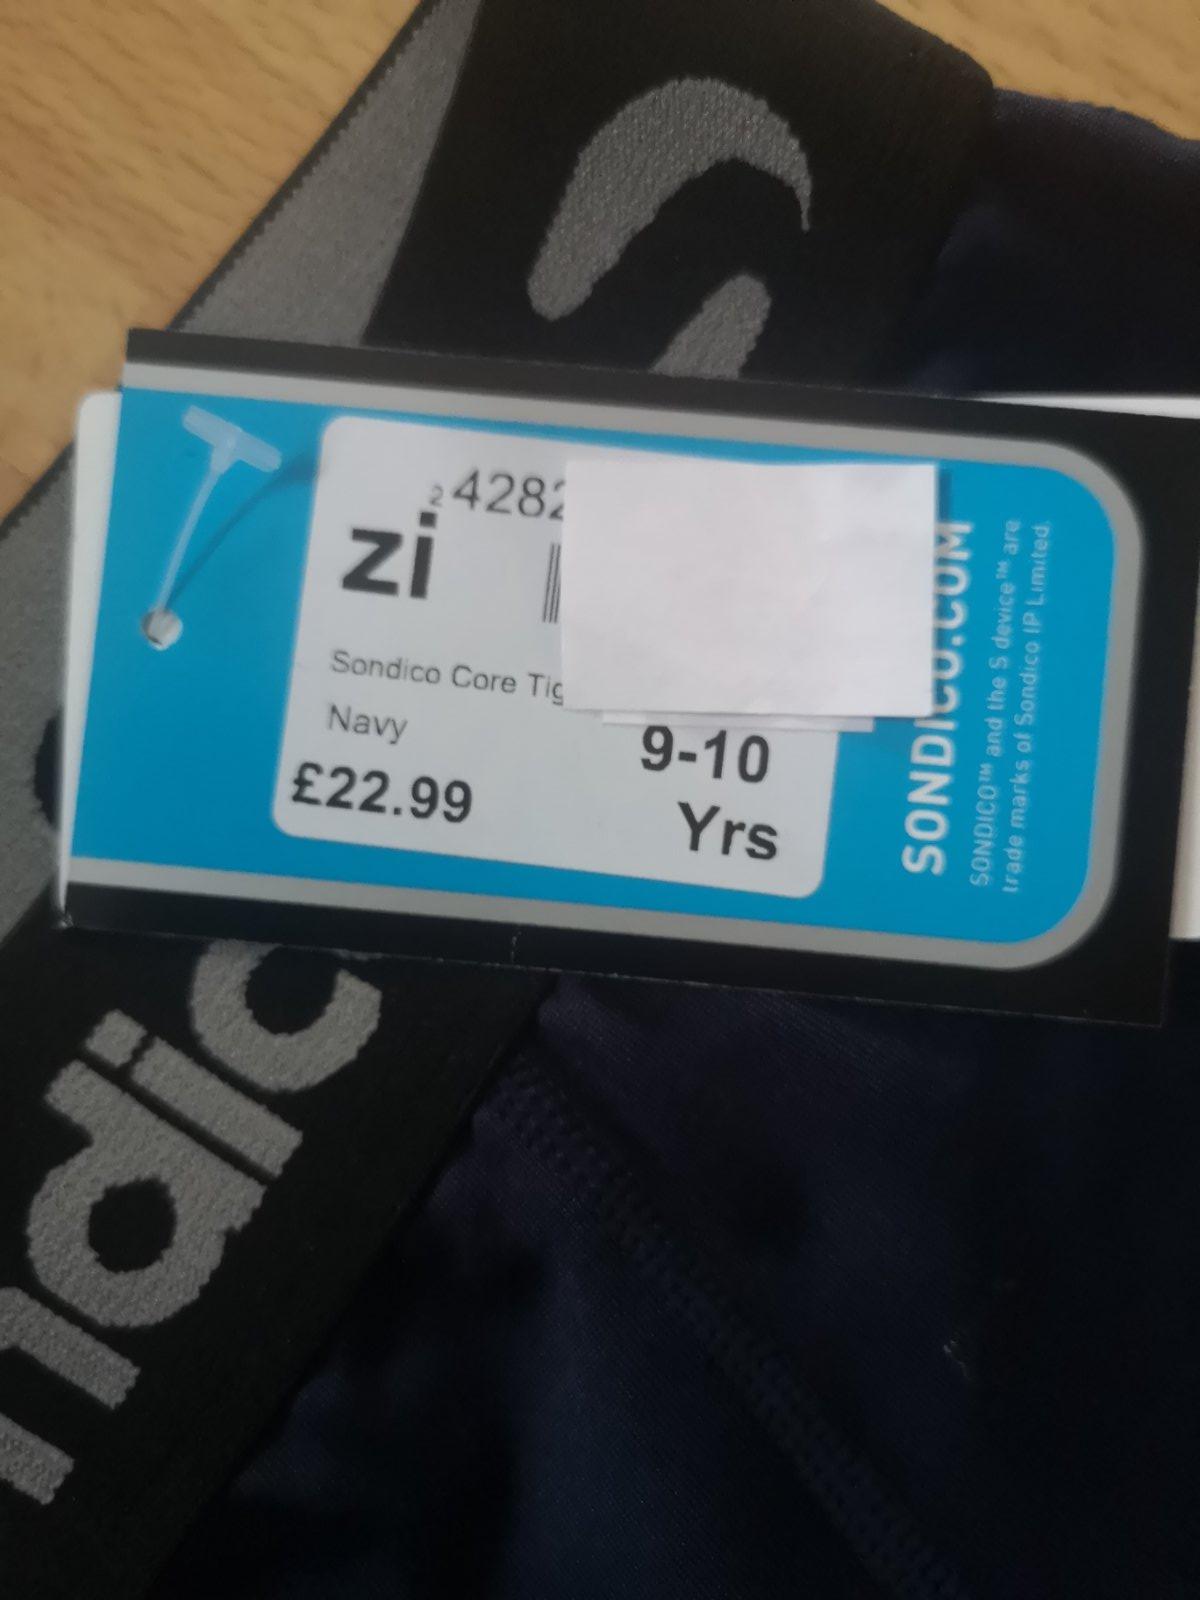 2 4282
zi
Sondico Core Tig
Navy
9-10
£22.99
Yrs
SONDICO.COM
SONDICO™ and the S device™ are
trade marks of Sondico IP Limited.
ndic